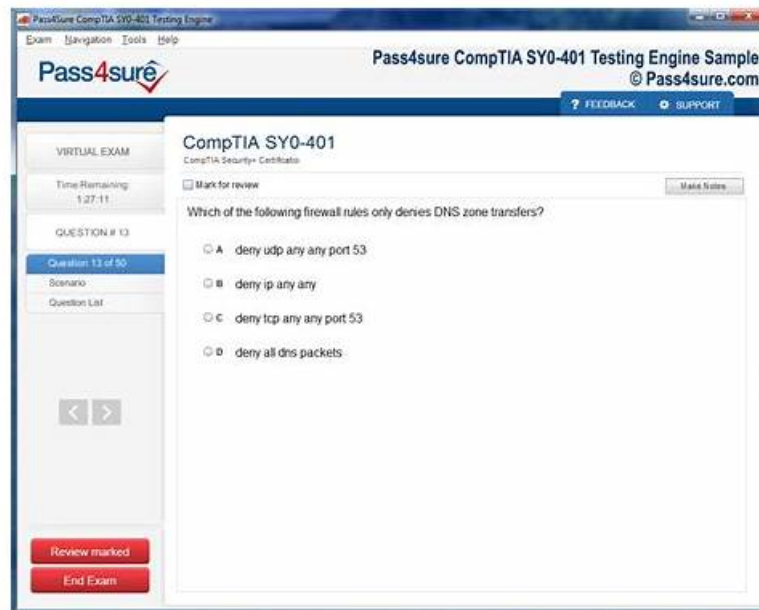 Pass4Sure CompTIA SY0-401 Testing Engine
Exam Navigation Tools Help
Pass4sure
Pass4sure CompTIA SY0-401 Testing Engine Sample
© Pass4sure.com
? FEEDBACK SUPPORT
VIRTUAL EXAM
Time Remaining
1:27:11
QUESTION # 13
Question 13 of 50
Scenario
Question List
Review marked
End Exam
CompTIA SY0-401
CompTIA Security+ Certificatio
Mark for review
Make Notes
Which of the following firewall rules only denies DNS zone transfers?
A deny udp any any port 53
B deny ip any any
C deny tcp any any port 53
D deny all dns packets